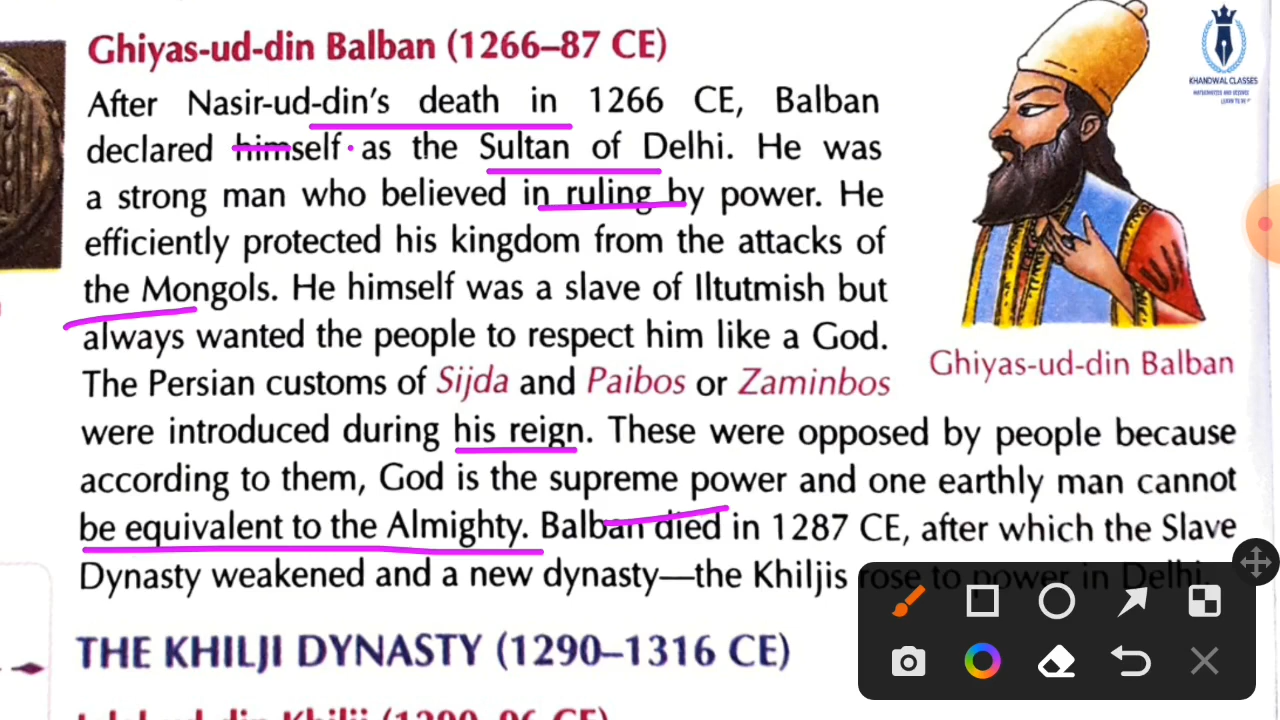 Ghiyas-ud-din Balban (1266–87 CE)
After Nasir-ud-din's death in 1266 CE, Balban
declared himself as the Sultan of Delhi. He was
a strong man who believed in ruling by power. He
efficiently protected his kingdom from the attacks of
the Mongols. He himself was a slave of Iltutmish but
always wanted the people to respect him like a God.
The Persian customs of Sijda and Paibos or Zaminbos
were introduced during his reign. These were opposed by people because
according to them, God is the supreme power and one earthly man cannot
be equivalent to the Almighty. Balban died in 1287 CE, after which the Slave
Dynasty weakened and a new dynasty—the Khiljis rose to power in Delhi.
THE KHILJI DYNASTY (1290–1316 CE)
Ghiyas-ud-din Balban
KHANDWAL CLASSES